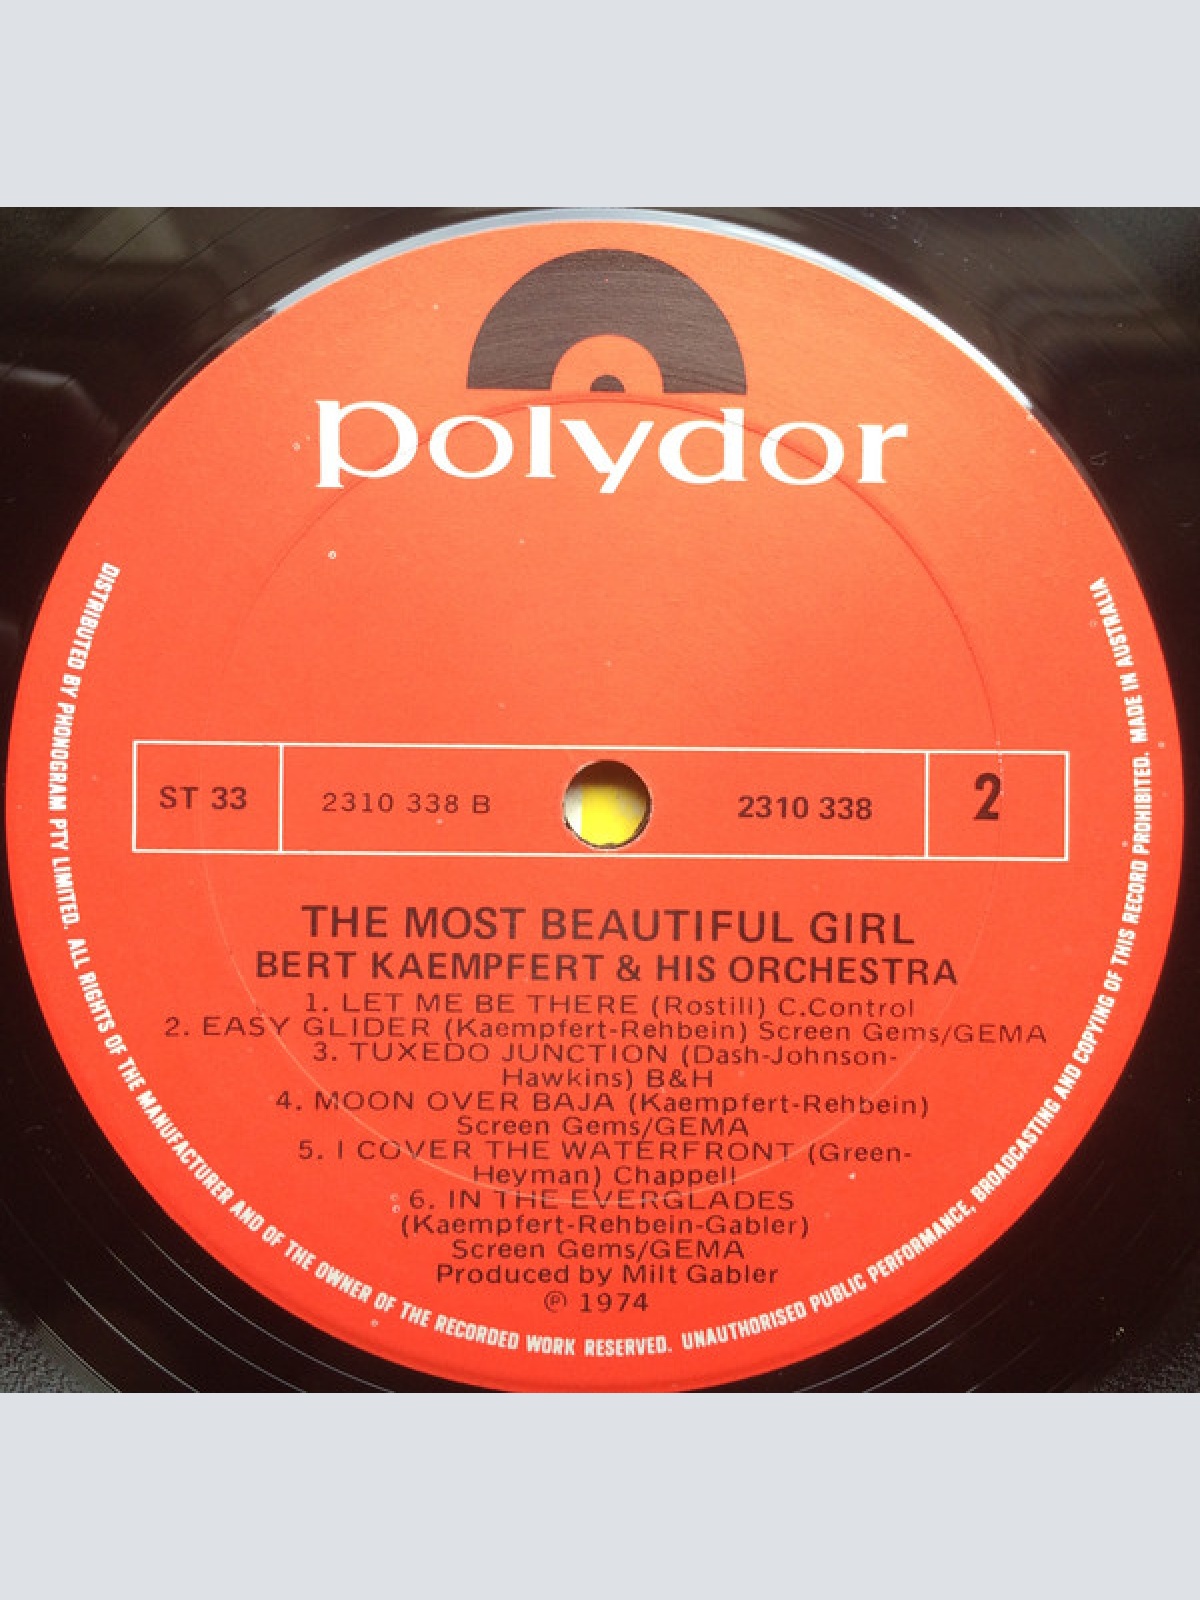 polydor
ST 33 2310 338 B 2310 338 2
THE MOST BEAUTIFUL GIRL
BERT KAEMPFERT & HIS ORCHESTRA
1. LET ME BE THERE (Rostill) C.Control
2. EASY GLIDER (Kaempfert-Rehbein) Screen Gems/GEMA
3. TUXEDO JUNCTION (Dash-Johnson-
Hawkins) B&H
4. MOON OVER BAJA (Kaempfert-Rehbein)
Screen Gems/GEMA
5. I COVER THE WATERFRONT (Green-
Heyman) Chappell
6. IN THE EVERGLADES
(Kaempfert-Rehbein-Gabler)
Screen Gems/GEMA
Produced by Milt Gabler
℗ 1974
DISTRIBUTED BY PHONOGRAM PTY LIMITED. ALL RIGHTS OF THE MANUFACTURER AND OF THE OWNER OF THE RECORDED WORK RESERVED. UNAUTHORISED PUBLIC PERFORMANCE, BROADCASTING AND COPYING OF THIS RECORD PROHIBITED. MADE IN AUSTRALIA